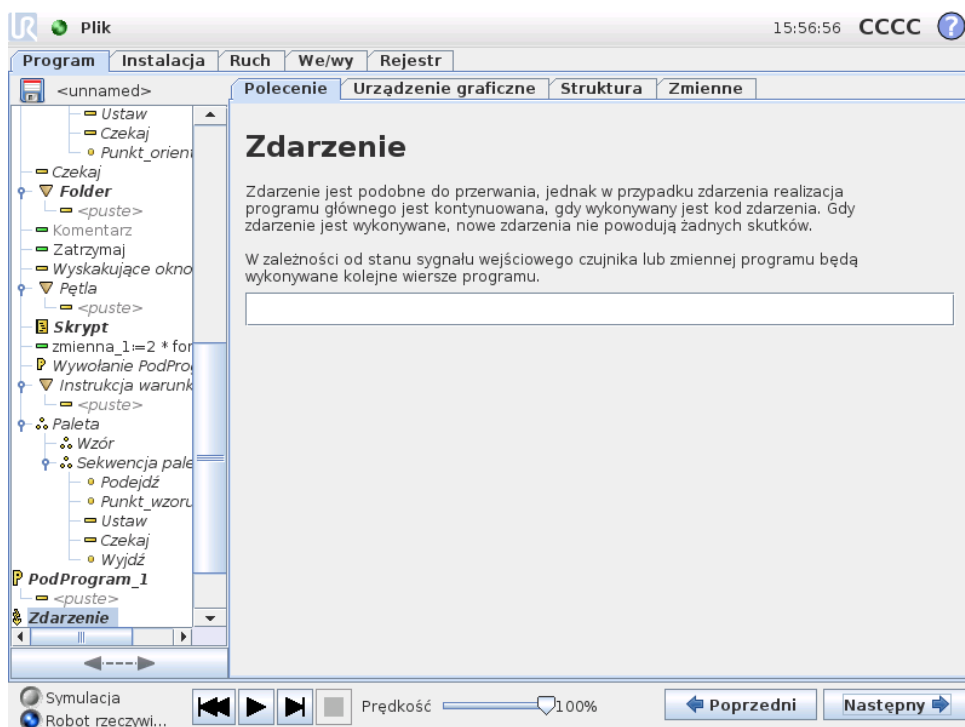 UR Plik 15:56:56 CCCC ?
Program Instalacja Ruch We/wy Rejestr
<unnamed>
Polecenie Urządzenie graficzne Struktura Zmienne
Ustaw
Czekaj
Punkt_orient
Czekaj
Folder
<puste>
Komentarz
Zatrzymaj
Wyskakujące okno
Pętla
<puste>
Skrypt
zmienna_1:=2 * for
Wywołanie PodPro
Instrukcja warunk
<puste>
Paleta
Wzór
Sekwencja pale
Podejdź
Punkt_wzoru
Ustaw
Czekaj
Wyjdź
PodProgram_1
<puste>
Zdarzenie
Zdarzenie
Zdarzenie jest podobne do przerwania, jednak w przypadku zdarzenia realizacja
programu głównego jest kontynuowana, gdy wykonywany jest kod zdarzenia. Gdy
zdarzenie jest wykonywane, nowe zdarzenia nie powodują żadnych skutków.
W zależności od stanu sygnału wejściowego czujnika lub zmiennej programu będą
wykonywane kolejne wiersze programu.
Symulacja
Robot rzeczywi...
Prędkość 100%
Poprzedni Następny